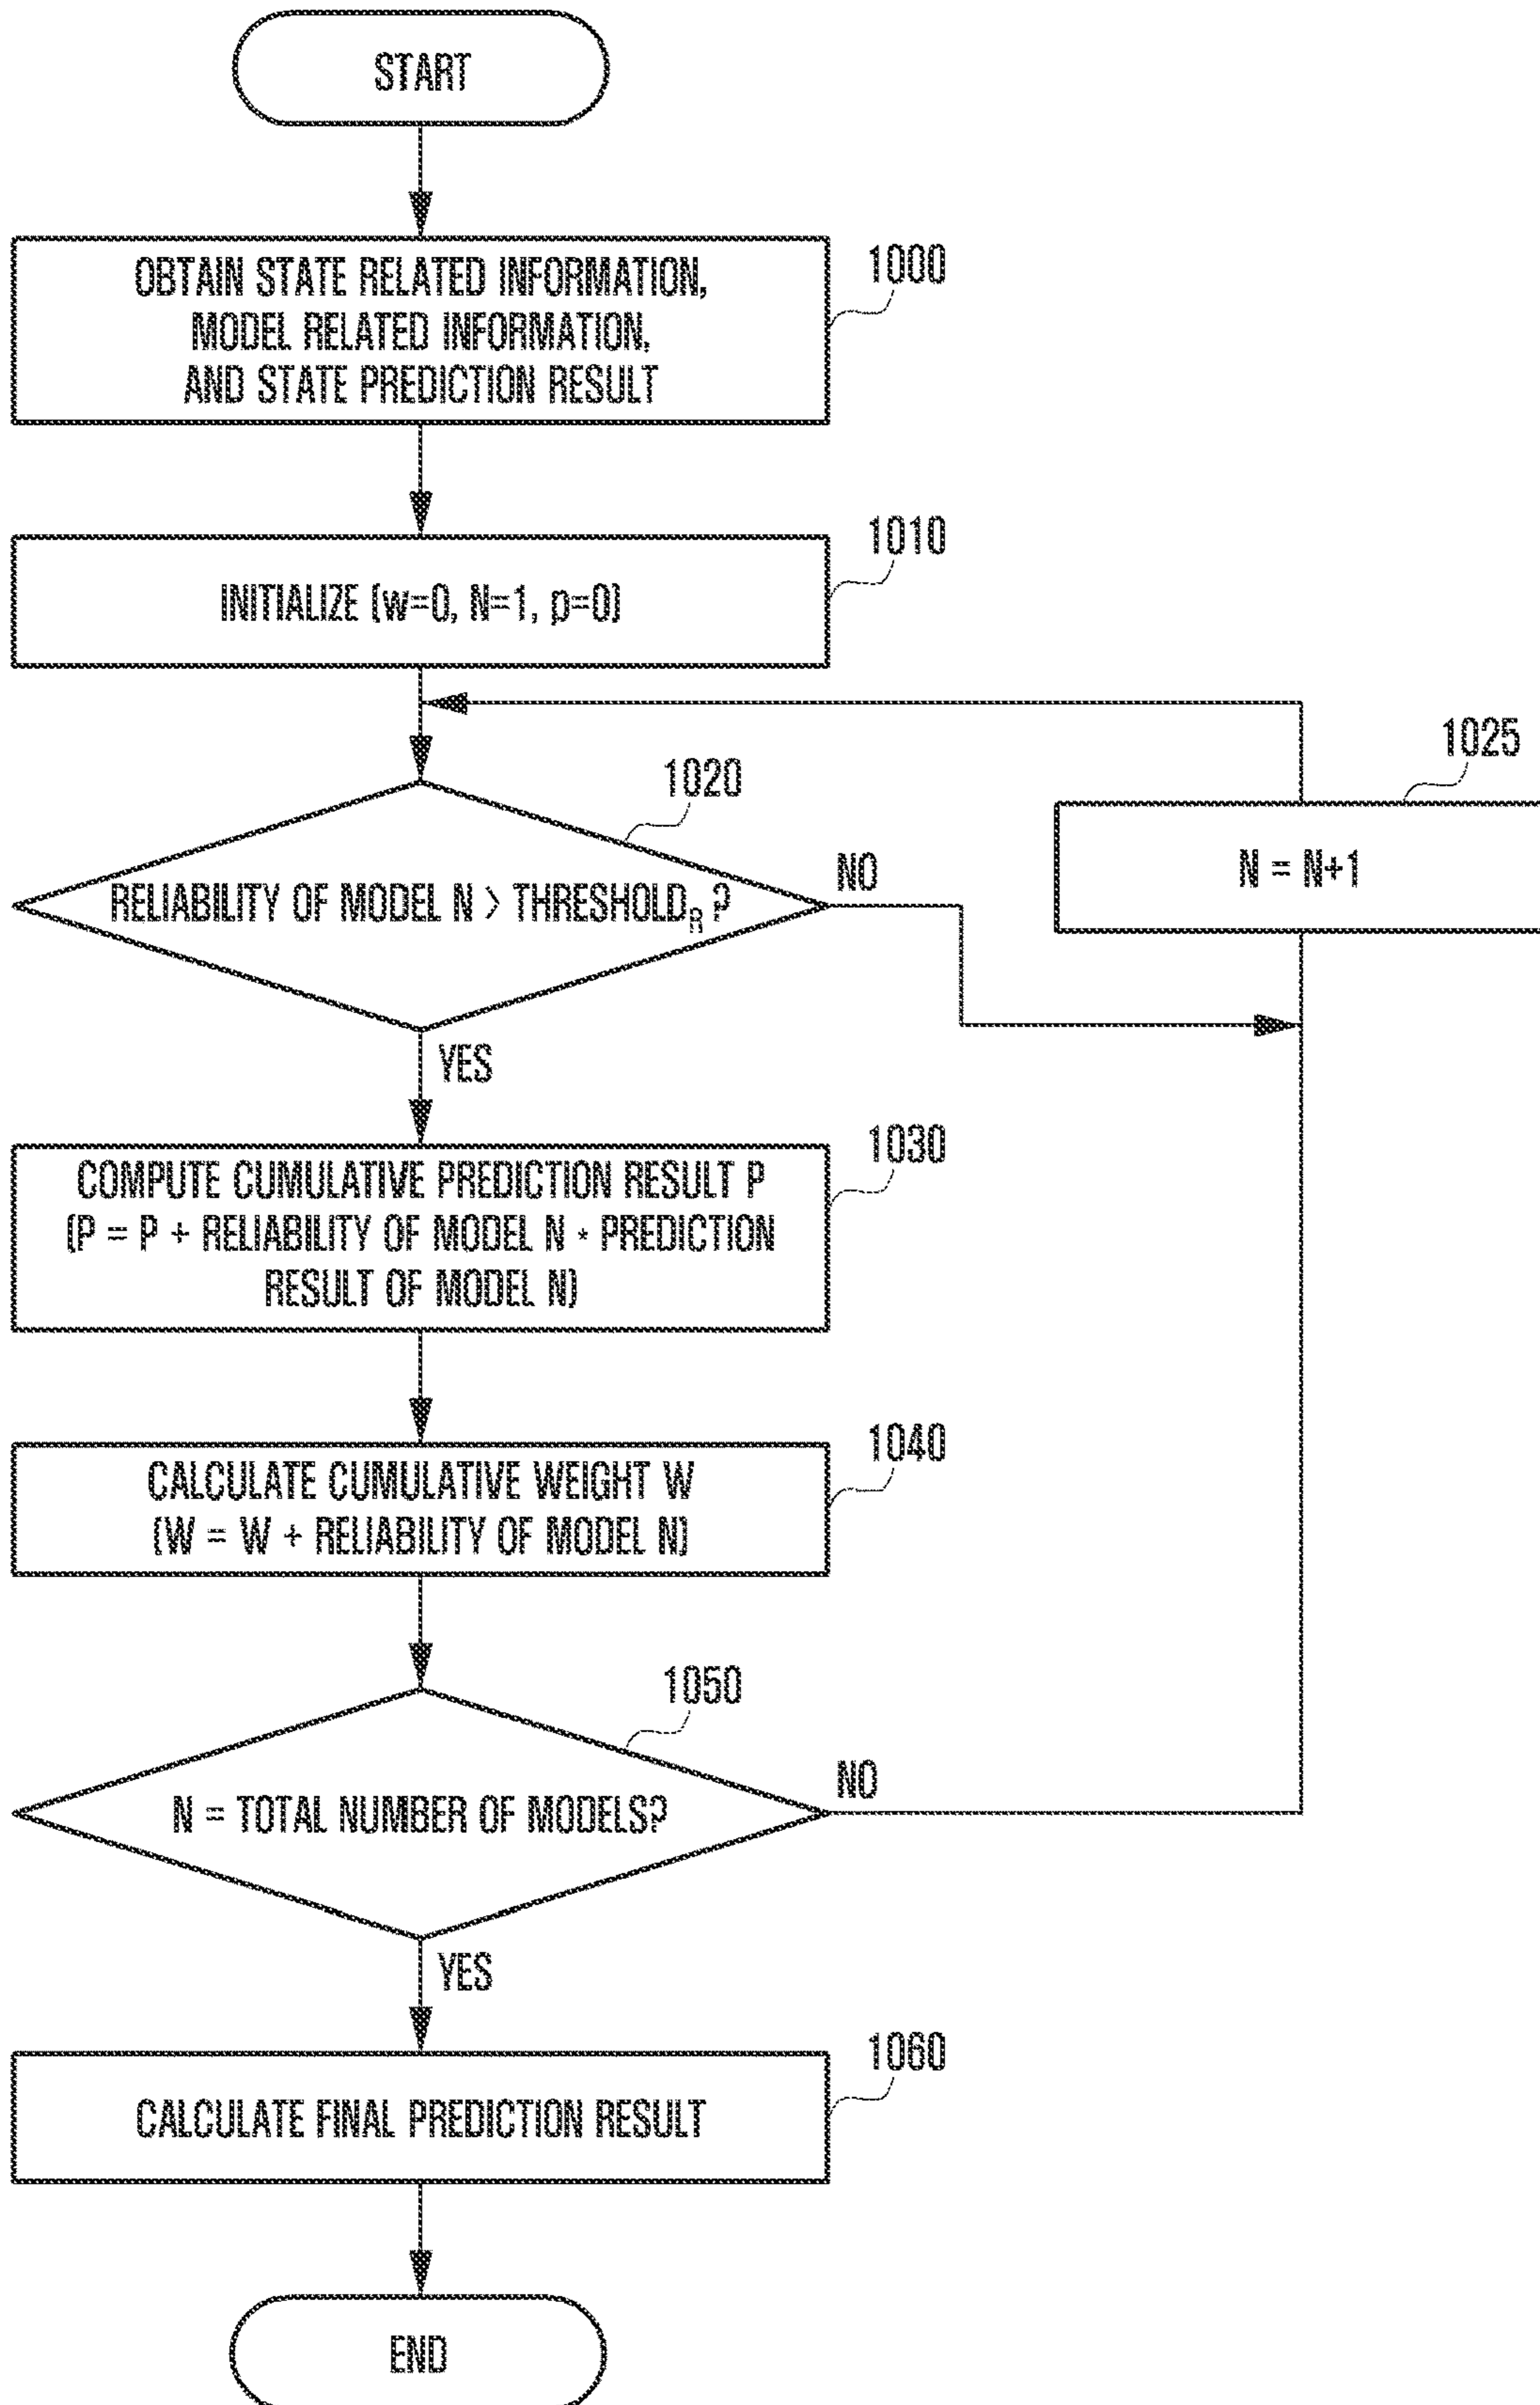 START
1000
OBTAIN STATE RELATED INFORMATION,
MODEL RELATED INFORMATION,
AND STATE PREDICTION RESULT
1010
INITIALIZE (w=0, N=1, p=0)
1020
1025
RELIABILITY OF MODEL N > THRESHOLDR ?
NO
N = N+1
YES
1030
COMPUTE CUMULATIVE PREDICTION RESULT P
(P = P + RELIABILITY OF MODEL N * PREDICTION
RESULT OF MODEL N)
1040
CALCULATE CUMULATIVE WEIGHT W
(W = W + RELIABILITY OF MODEL N)
1050
N = TOTAL NUMBER OF MODELS?
NO
YES
1060
CALCULATE FINAL PREDICTION RESULT
END